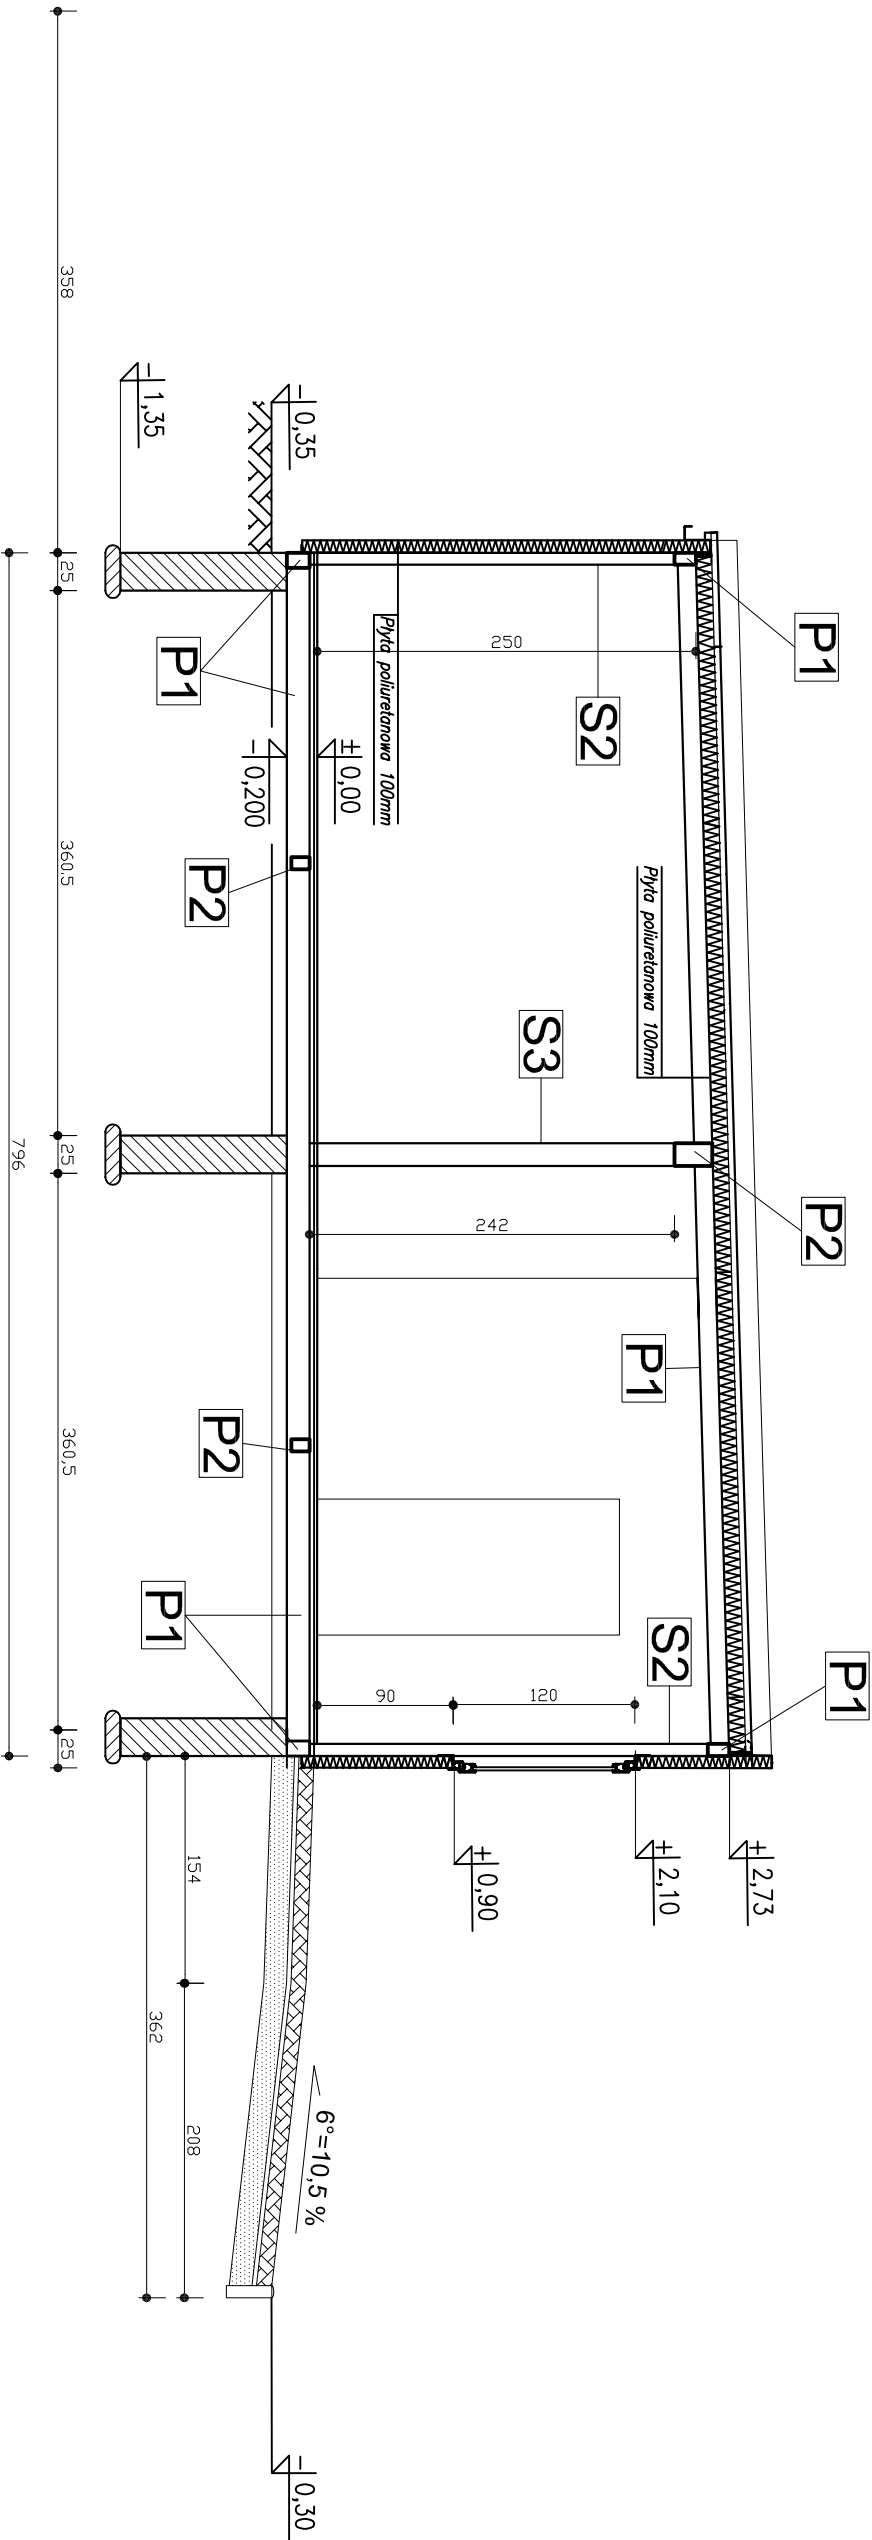 P1
S2
250
Płyta poliuretanowa 100mm
± 0,00
- 0,200
P1
- 0,35
- 1,35
358
25
P2
360,5
Płyta poliuretanowa 100mm
S3
P2
242
P1
25
796
P2
360,5
P1
S2
P1
120
90
25
+ 2,73
+ 2,10
+ 0,90
154
362
208
6°=10,5 %
- 0,30